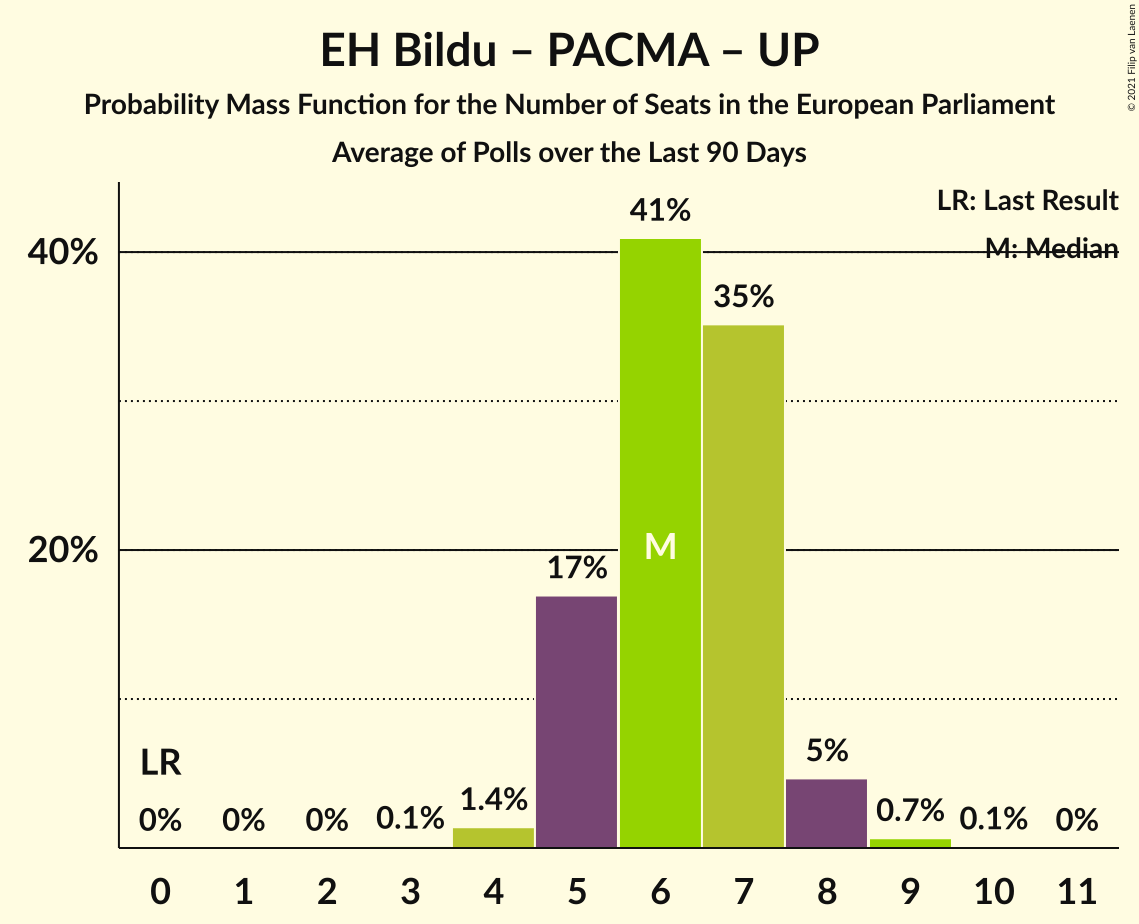 EH Bildu – PACMA – UP
Probability Mass Function for the Number of Seats in the European Parliament
Average of Polls over the Last 90 Days
© 2021 Filip van Laenen
LR: Last Result
M: Median
40%
20%
41%
35%
17%
M
LR
0%
0%
0%
0.1%
1.4%
5%
0.7%
0.1%
0%
0 1 2 3 4 5 6 7 8 9 10 11